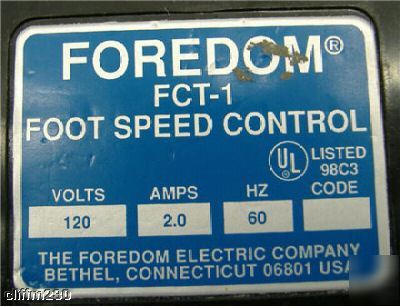 FOREDOM®
FCT-1
FOOT SPEED CONTROL
UL LISTED
98C3
VOLTS AMPS HZ CODE
120 2.0 60
THE FOREDOM ELECTRIC COMPANY
BETHEL, CONNECTICUT 06801 USA